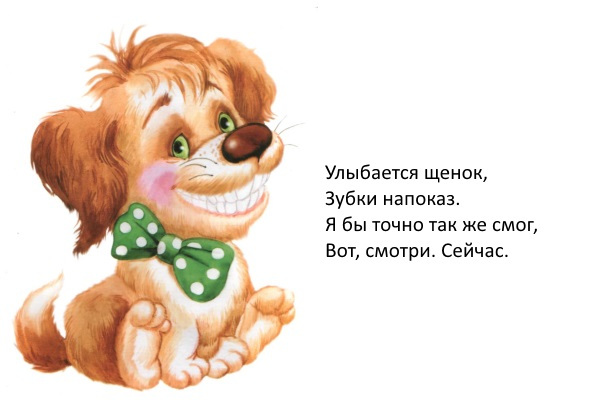 Улыбается щенок,
Зубки напоказ.
Я бы точно так же смог,
Вот, смотри. Сейчас.